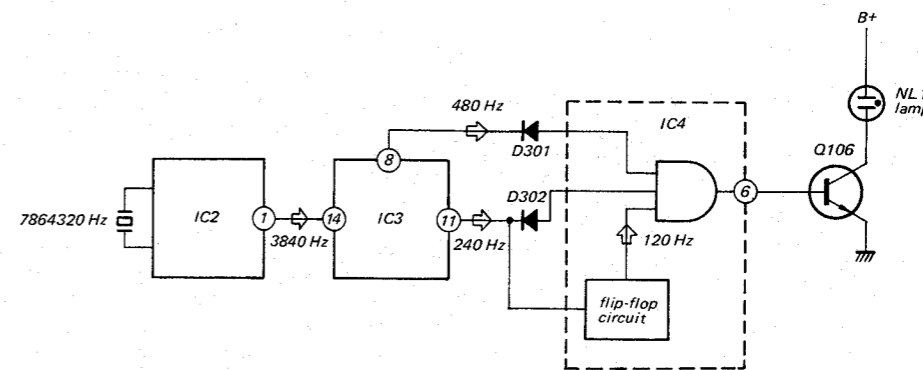 B+
NL1
lamp
480 Hz
IC4
D301
Q106
8
D302
6
7864320 Hz
IC2
1
14
IC3
11
3840 Hz
240 Hz
120 Hz
flip-flop
circuit